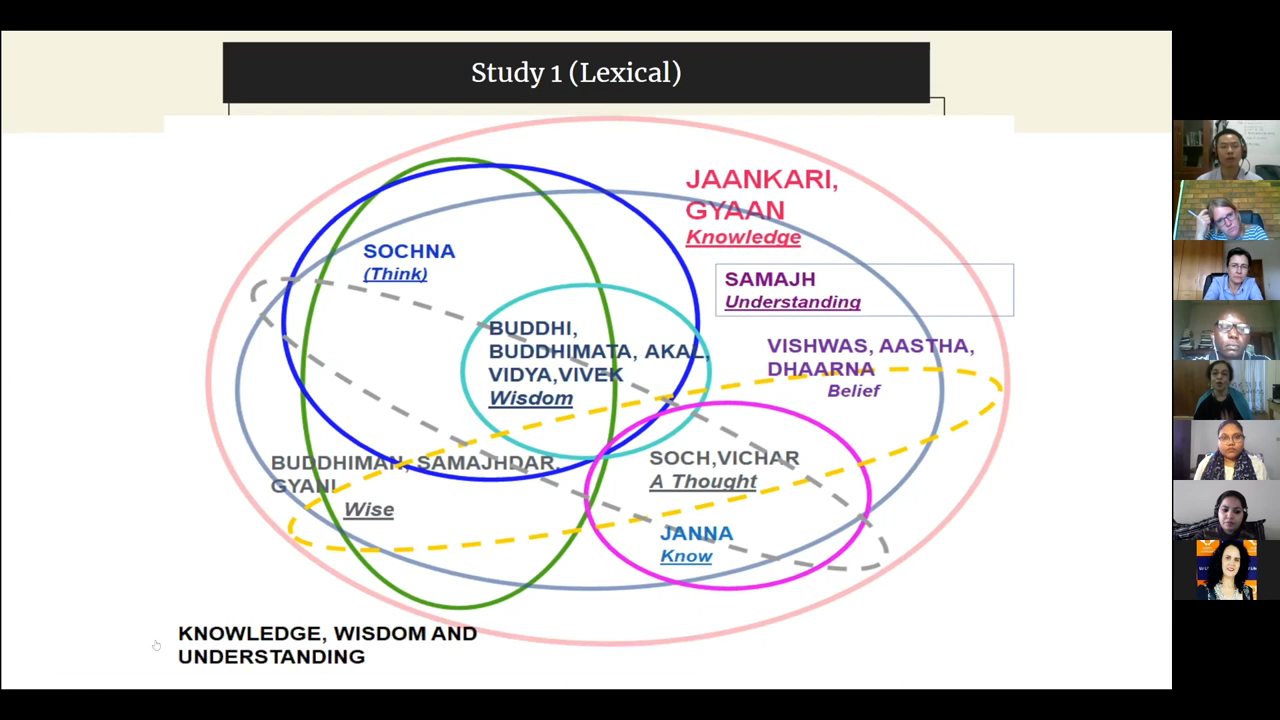 Study 1 (Lexical)
JAANKARI,
GYAAN
Knowledge
SOCHNA
(Think)
SAMAJH
Understanding
BUDDHI,
BUDDHIMATA, AKAL,
VIDYA,VIVEK
Wisdom
VISHWAS, AASTHA,
DHAARNA
Belief
BUDDHIMAN, SAMAJHDAR,
GYANI
Wise
SOCH,VICHAR
A Thought
JANNA
Know
KNOWLEDGE, WISDOM AND
UNDERSTANDING